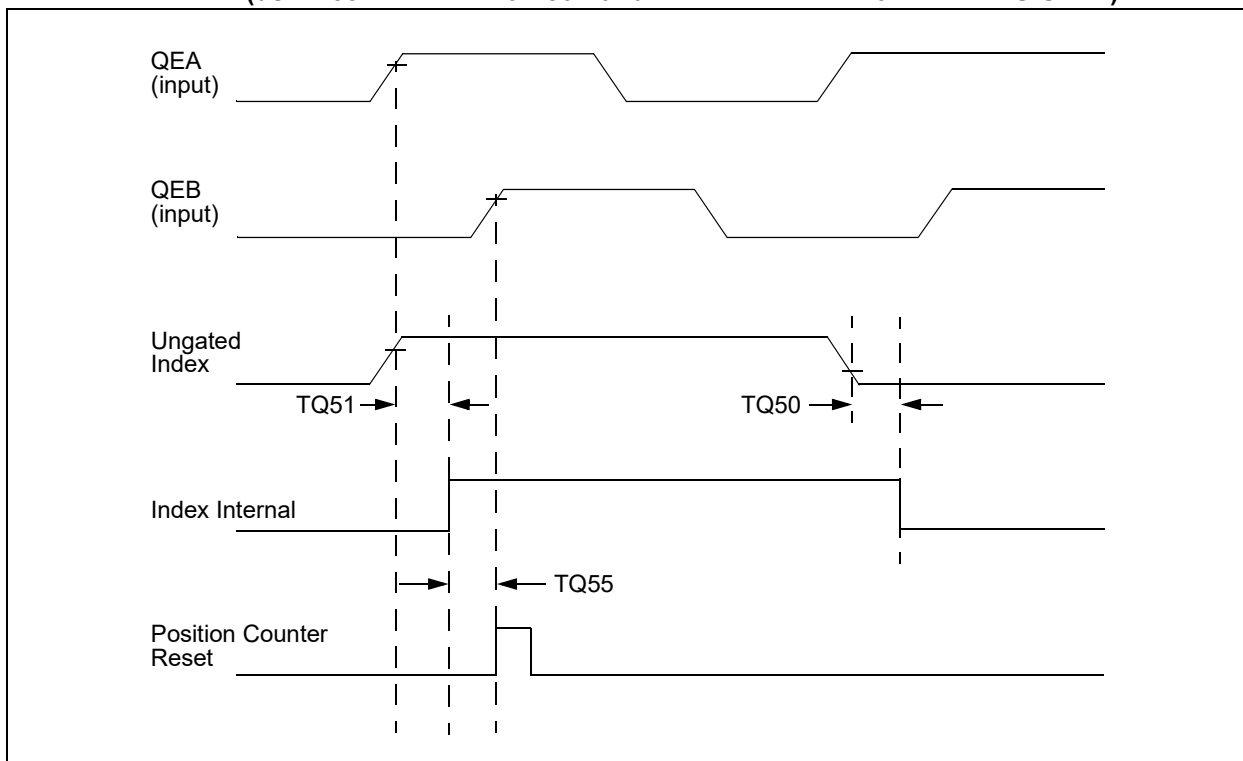 QEA
(input)
QEB
(input)
Ungated
Index
TQ51
TQ50
Index Internal
TQ55
Position Counter
Reset